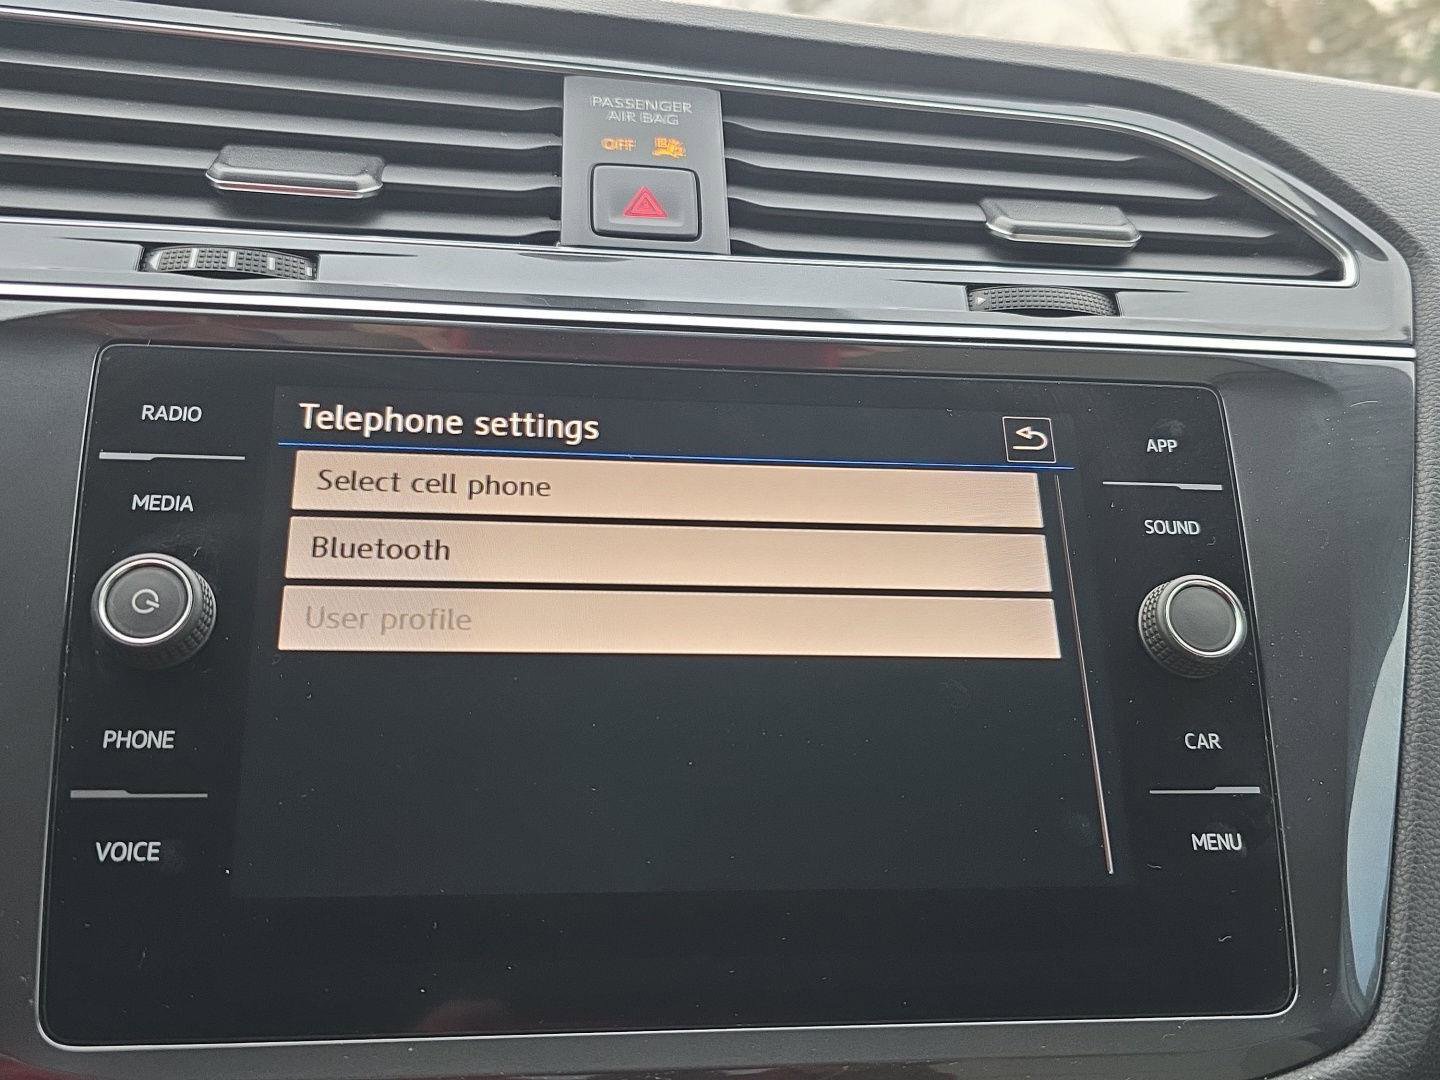 PASSENGER
AIR BAG
OFF
RADIO
MEDIA
PHONE
VOICE
Telephone settings
Select cell phone
Bluetooth
User profile
APP
SOUND
CAR
MENU